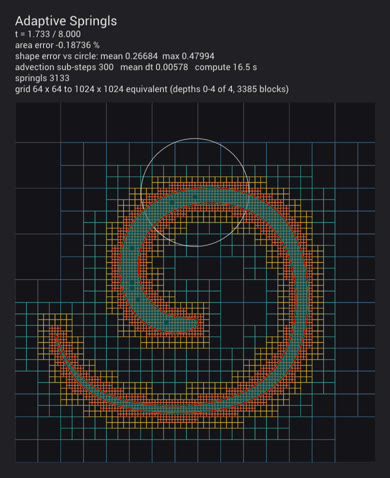 Adaptive Springls
t = 1.733 / 8.000
area error -0.18736 %
shape error vs circle: mean 0.26684  max 0.47994
advection sub-steps 300   mean dt 0.00578   compute 16.5 s
springls 3133
grid 64 x 64 to 1024 x 1024 equivalent (depths 0-4 of 4, 3385 blocks)